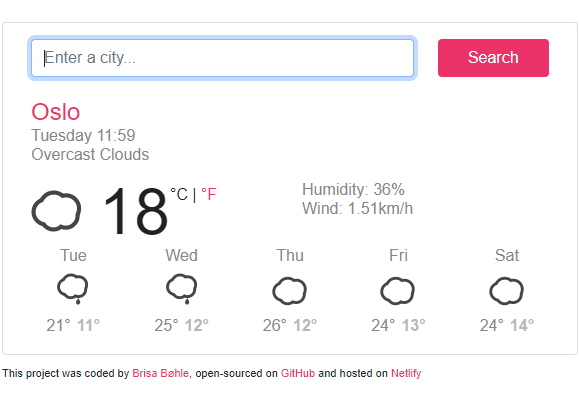 Enter a city...
Search
Oslo
Tuesday 11:59
Overcast Clouds
18 °C | °F
Humidity: 36%
Wind: 1.51km/h
Tue Wed Thu Fri Sat
21° 11° 25° 12° 26° 12° 24° 13° 24° 14°
This project was coded by Brisa Bøhle, open-sourced on GitHub and hosted on Netlify